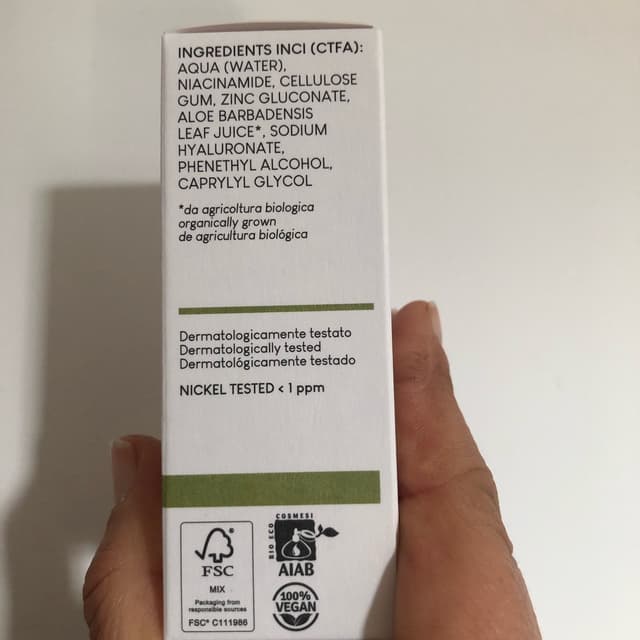 INGREDIENTS INCI (CTFA):
AQUA (WATER),
NIACINAMIDE, CELLULOSE
GUM, ZINC GLUCONATE,
ALOE BARBADENSIS
LEAF JUICE*, SODIUM
HYALURONATE,
PHENETHYL ALCOHOL,
CAPRYLYL GLYCOL
*da agricoltura biologica
organically grown
de agricultura biológica
Dermatologicamente testato
Dermatologically tested
Dermatológicamente testado
NICKEL TESTED < 1 ppm
FSC
MIX
Packaging from
responsible sources
FSC® C111986
COSMESI
BIO ECO
AIAB
100%
VEGAN